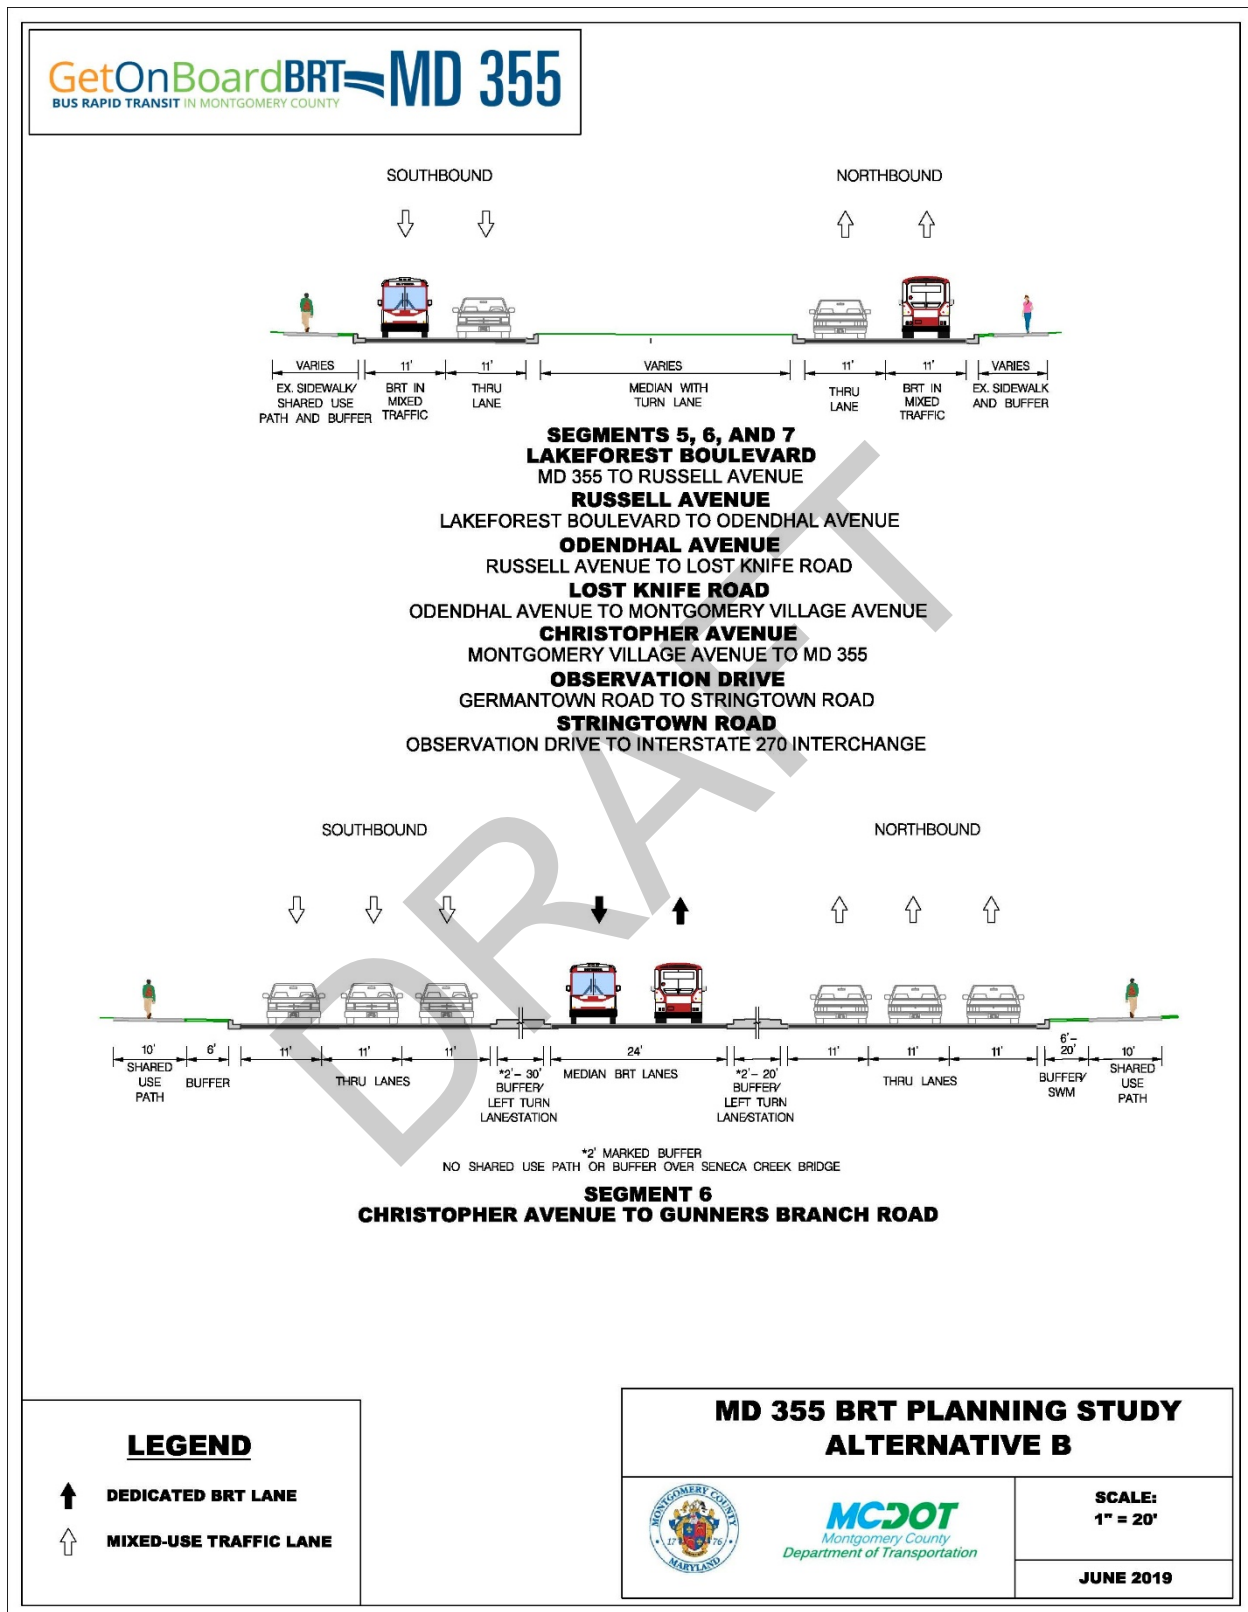 GetOnBoardBRT MD 355
BUS RAPID TRANSIT IN MONTGOMERY COUNTY
SOUTHBOUND NORTHBOUND
VARIES 11' 11' VARIES 11' 11' VARIES
EX. SIDEWALK/
SHARED USE
PATH AND BUFFER
BRT IN
MIXED
TRAFFIC
THRU
LANE
MEDIAN WITH
TURN LANE
THRU
LANE
BRT IN
MIXED
TRAFFIC
EX. SIDEWALK
AND BUFFER
SEGMENTS 5, 6, AND 7
LAKEFOREST BOULEVARD
MD 355 TO RUSSELL AVENUE
RUSSELL AVENUE
LAKEFOREST BOULEVARD TO ODENDHAL AVENUE
ODENDHAL AVENUE
RUSSELL AVENUE TO LOST KNIFE ROAD
LOST KNIFE ROAD
ODENDHAL AVENUE TO MONTGOMERY VILLAGE AVENUE
CHRISTOPHER AVENUE
MONTGOMERY VILLAGE AVENUE TO MD 355
OBSERVATION DRIVE
GERMANTOWN ROAD TO STRINGTOWN ROAD
STRINGTOWN ROAD
OBSERVATION DRIVE TO INTERSTATE 270 INTERCHANGE
DRAFT
SOUTHBOUND NORTHBOUND
10' 6' 11' 11' 11' *2'- 30' 24' *2'- 20' 11' 11' 11' 6'- 20' 10'
SHARED
USE
PATH
BUFFER
THRU LANES
BUFFER/
LEFT TURN
LANE/STATION
MEDIAN BRT LANES
BUFFER/
LEFT TURN
LANE/STATION
THRU LANES
BUFFER/
SWM
SHARED
USE
PATH
*2' MARKED BUFFER
NO SHARED USE PATH OR BUFFER OVER SENECA CREEK BRIDGE
SEGMENT 6
CHRISTOPHER AVENUE TO GUNNERS BRANCH ROAD
LEGEND
DEDICATED BRT LANE
MIXED-USE TRAFFIC LANE
MD 355 BRT PLANNING STUDY
ALTERNATIVE B
MONTGOMERY COUNTY
17 76
MARYLAND
MCDOT
Montgomery County
Department of Transportation
SCALE:
1" = 20'
JUNE 2019